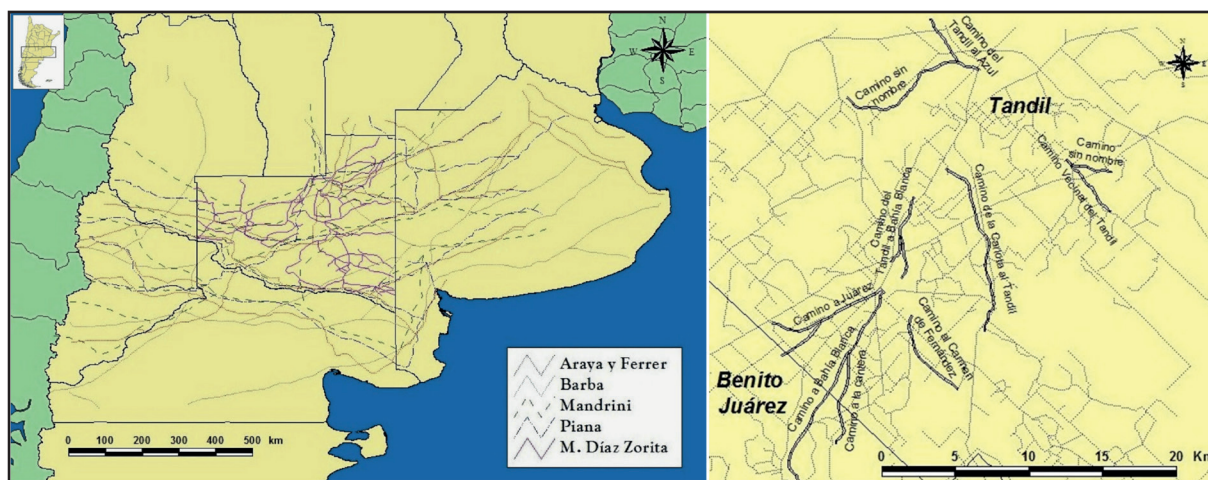 N
W E
S
Araya y Ferrer
Barba
Mandrini
Piana
M. Díaz Zorita
0 100 200 300 400 500 km
Camino del
Tandil al Azul
Camino sin
nombre
Tandil
Camino
sin nombre
Camino Vecinal del Tandil
Camino del
Tandil a Bahía Blanca
Camino de la Carlota al Tandil
Camino a Juárez
Camino al Carmen
de Fernández
Camino a Bahía Blanca
Camino a la cantera
Benito
Juárez
0 5 10 15 20 Km